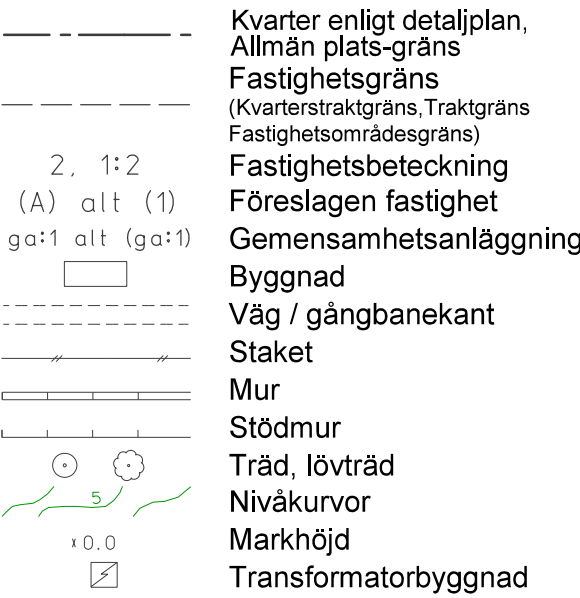 Kvarter enligt detaljplan,
Allmän plats-gräns
Fastighetsgräns
(Kvarterstraktgräns,Traktgräns
Fastighetsområdesgräns)
2, 1:2 Fastighetsbeteckning
(A) alt (1) Föreslagen fastighet
ga:1 alt (ga:1) Gemensamhetsanläggning
Byggnad
Väg / gångbanekant
Staket
Mur
Stödmur
Träd, lövträd
5 Nivåkurvor
x 0.0 Markhöjd
Transformatorbyggnad